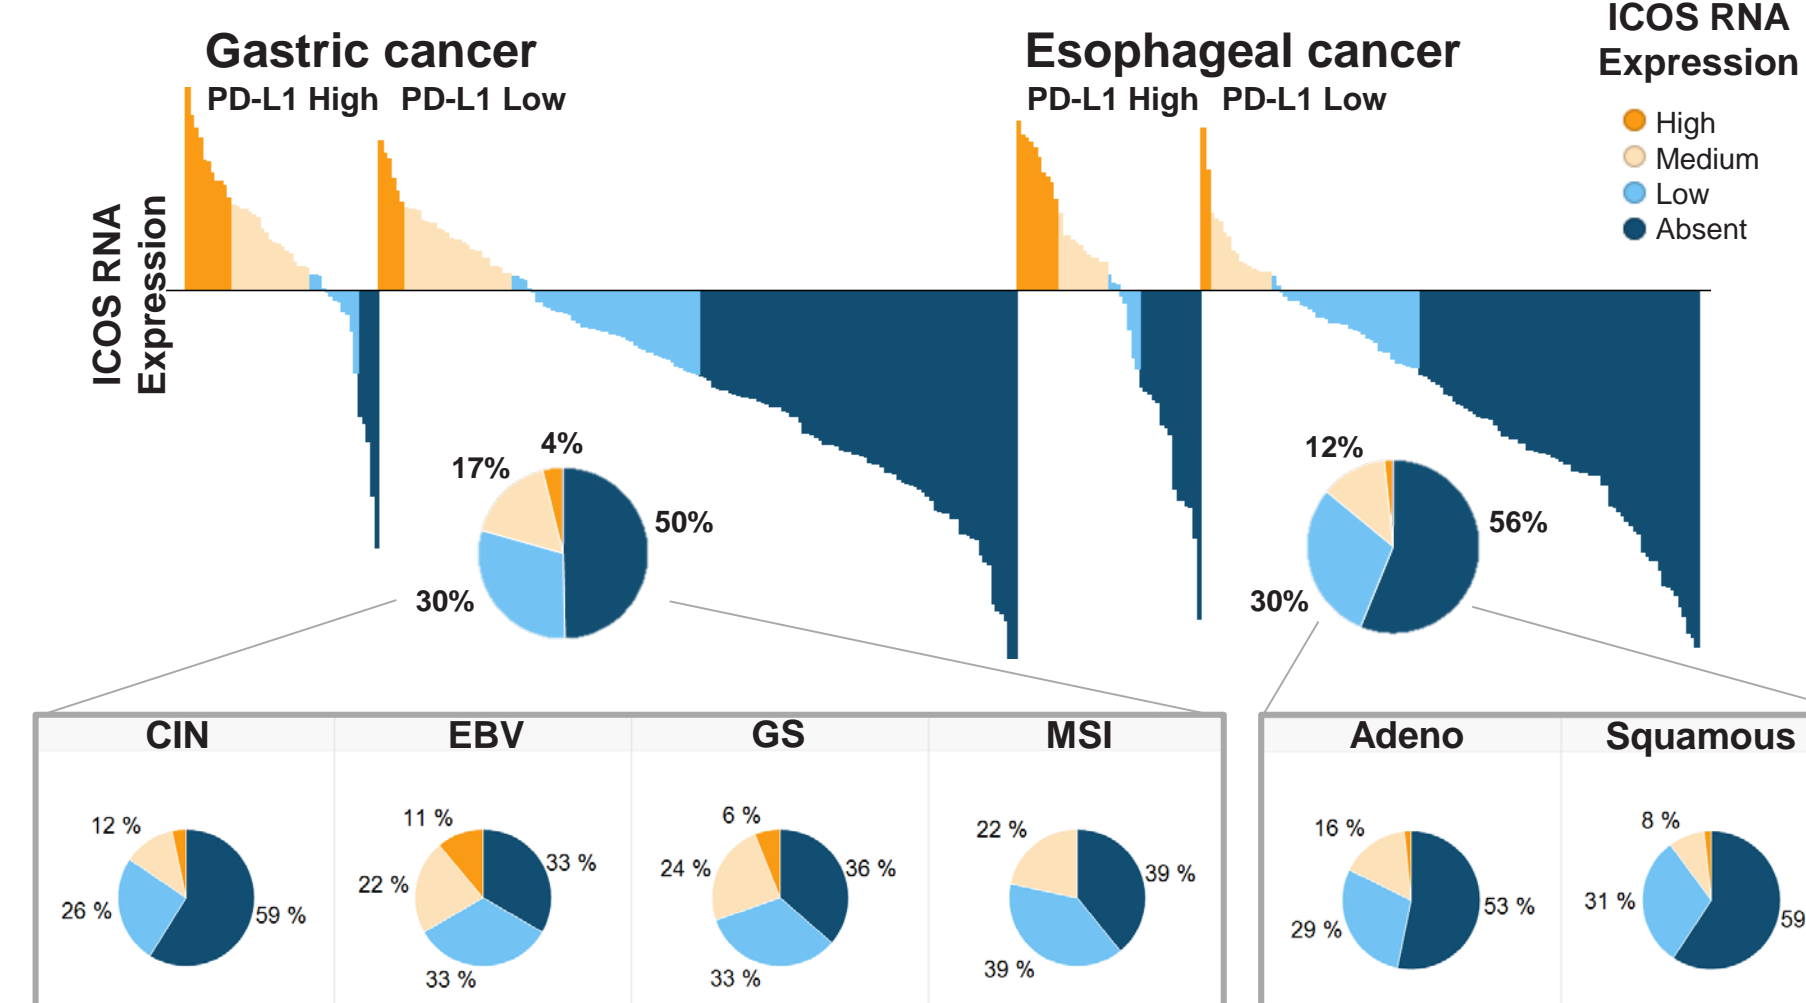 Gastric cancer
PD-L1 High PD-L1 Low
Esophageal cancer
PD-L1 High PD-L1 Low
ICOS RNA
Expression
High
Medium
Low
Absent
ICOS RNA
Expression
4%
17%
50%
30%
12%
56%
30%
CIN
EBV
GS
MSI
Adeno
Squamous
12 %
26 %
59 %
11 %
22 %
33 %
33 %
6 %
24 %
36 %
33 %
22 %
39 %
39 %
16 %
29 %
53 %
8 %
31 %
59